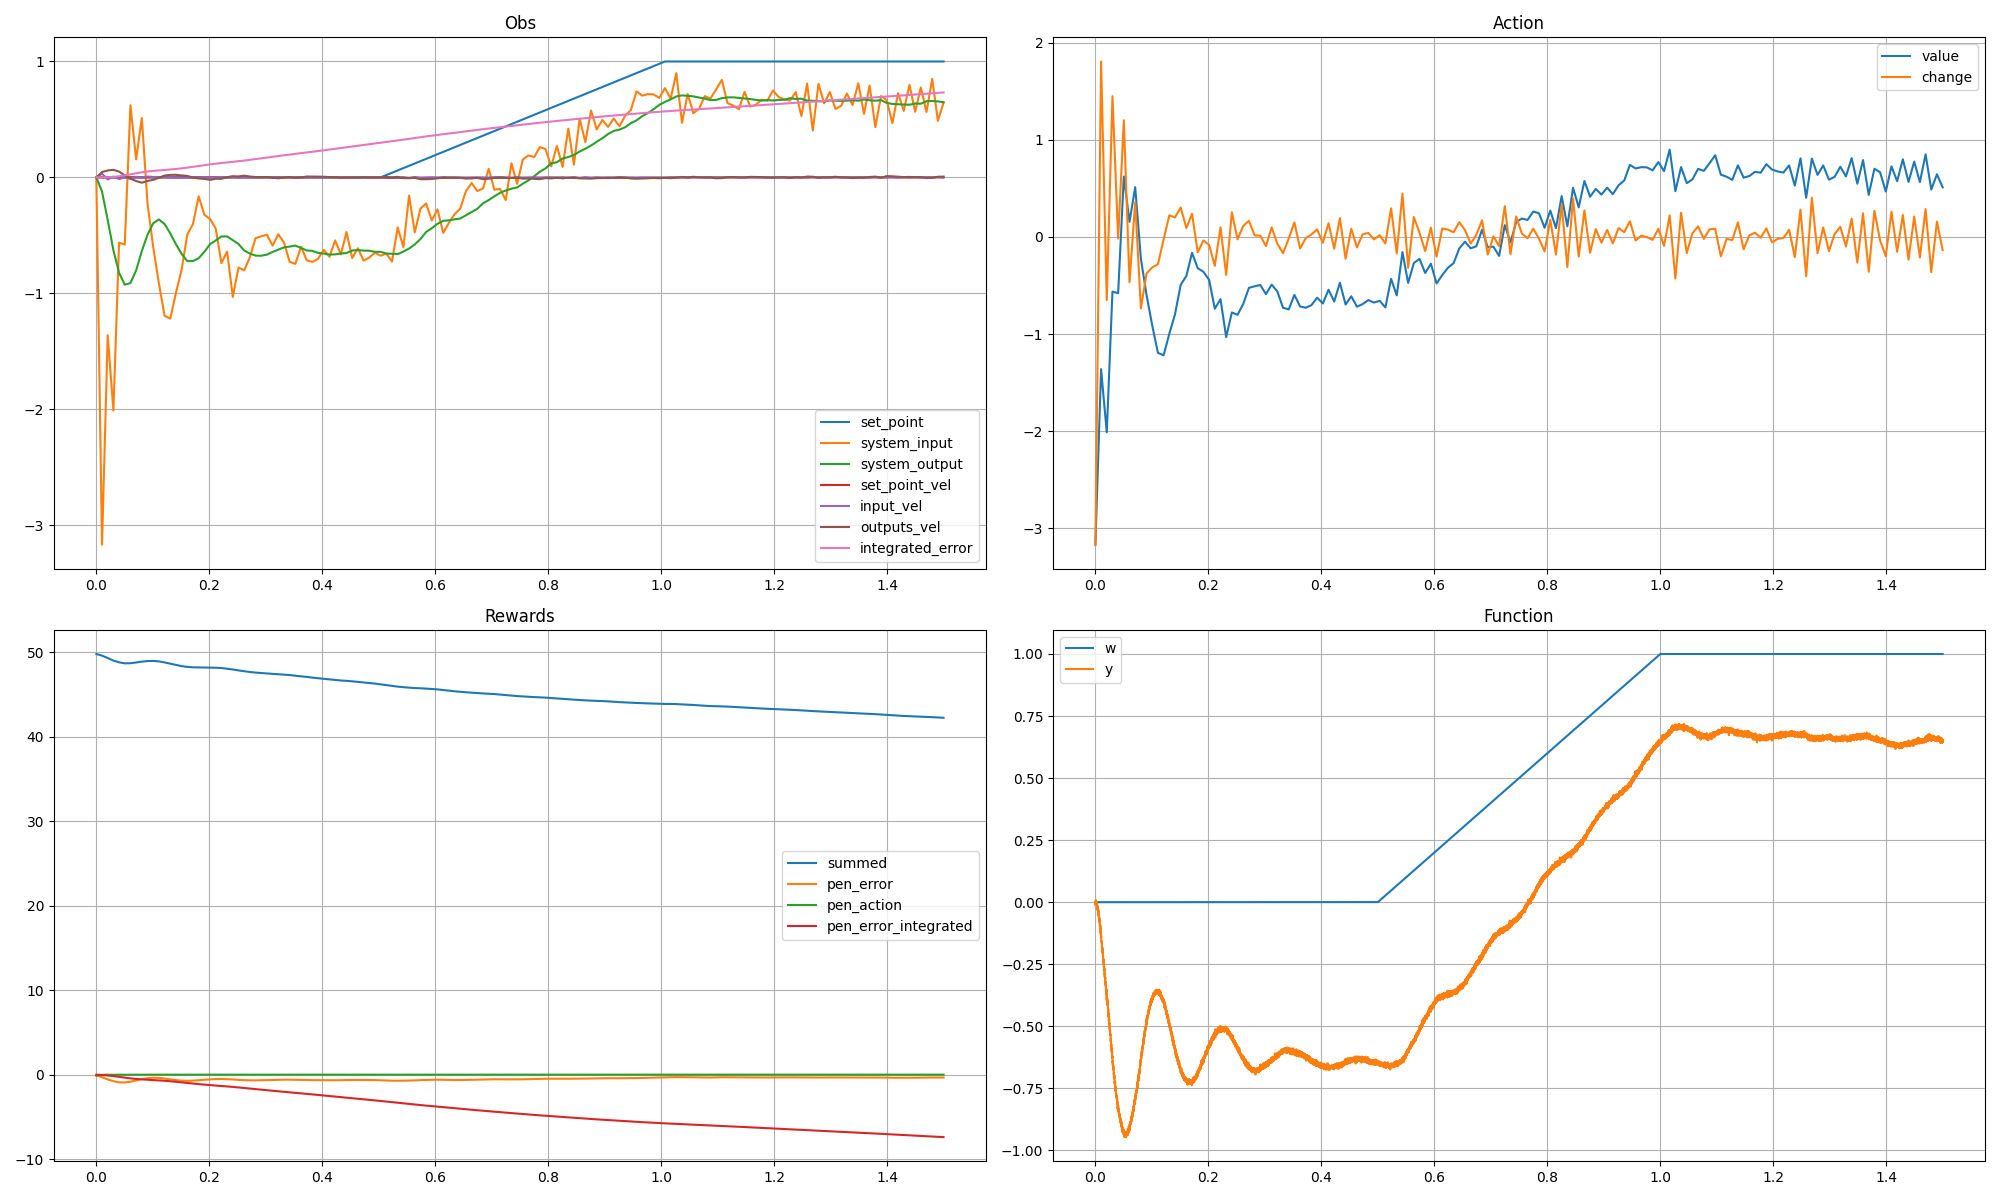 Obs
1
0
−1
−2
−3
0.0 0.2 0.4 0.6 0.8 1.0 1.2 1.4
set_point
system_input
system_output
set_point_vel
input_vel
outputs_vel
integrated_error
Action
2
1
0
−1
−2
−3
0.0 0.2 0.4 0.6 0.8 1.0 1.2 1.4
value
change
Rewards
50
40
30
20
10
0
−10
0.0 0.2 0.4 0.6 0.8 1.0 1.2 1.4
summed
pen_error
pen_action
pen_error_integrated
Function
1.00
0.75
0.50
0.25
0.00
−0.25
−0.50
−0.75
−1.00
0.0 0.2 0.4 0.6 0.8 1.0 1.2 1.4
w
y